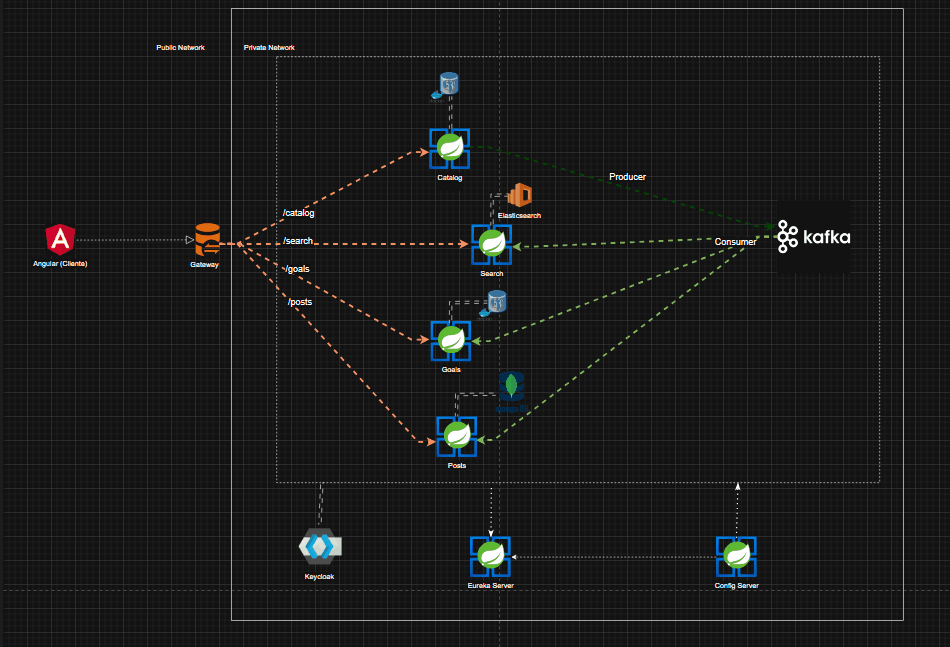 Public Network
Private Network
Catalog
Producer
/catalog
Elasticsearch
/search
Consumer
kafka
Angular (Cliente)
Gateway
/goals
Search
/posts
Goals
Posts
Keycloak
Eureka Server
Config Server